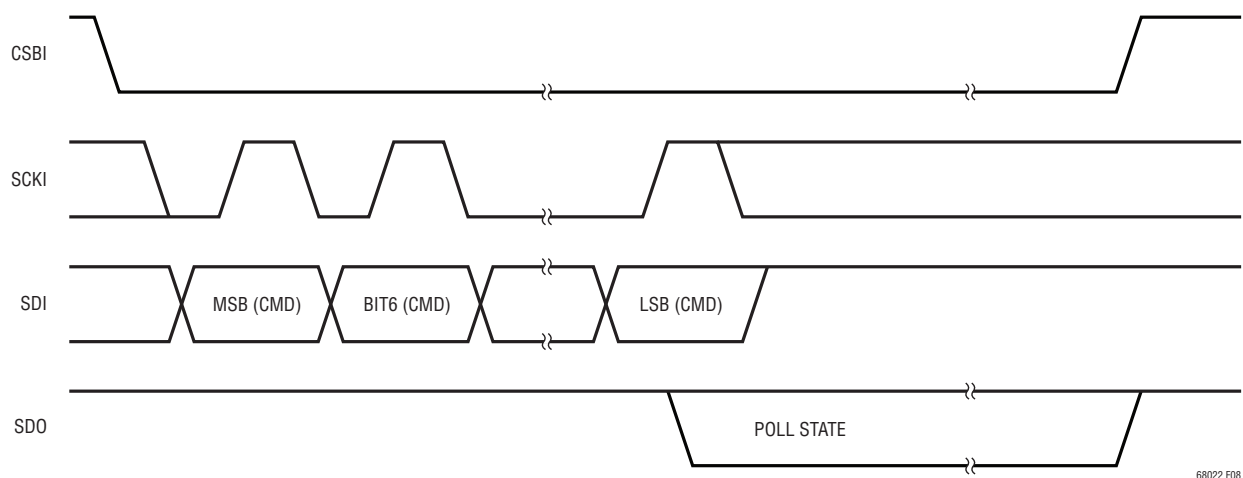 CSBI
SCKI
SDI
MSB (CMD)
BIT6 (CMD)
LSB (CMD)
SDO
POLL STATE
68022 F08